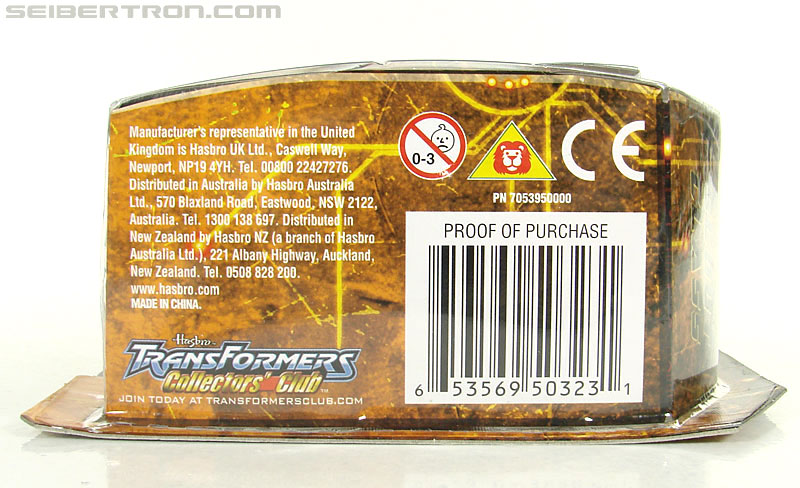 SEIBERTRON.COM
Manufacturer's representative in the United
Kingdom is Hasbro UK Ltd., Caswell Way,
Newport, NP19 4YH. Tel. 00800 22427276.
Distributed in Australia by Hasbro Australia
Ltd., 570 Blaxland Road, Eastwood, NSW 2122,
Australia. Tel. 1300 138 697. Distributed in
New Zealand by Hasbro NZ (a branch of Hasbro
Australia Ltd.), 221 Albany Highway, Auckland,
New Zealand. Tel. 0508 828 200.
www.hasbro.com
MADE IN CHINA.
Hasbro
TRANSFORMERS
Collectors' Club™
JOIN TODAY AT TRANSFORMERSCLUB.COM
0-3
CE
PN 7053950000
PROOF OF PURCHASE
6 53569 50323 1